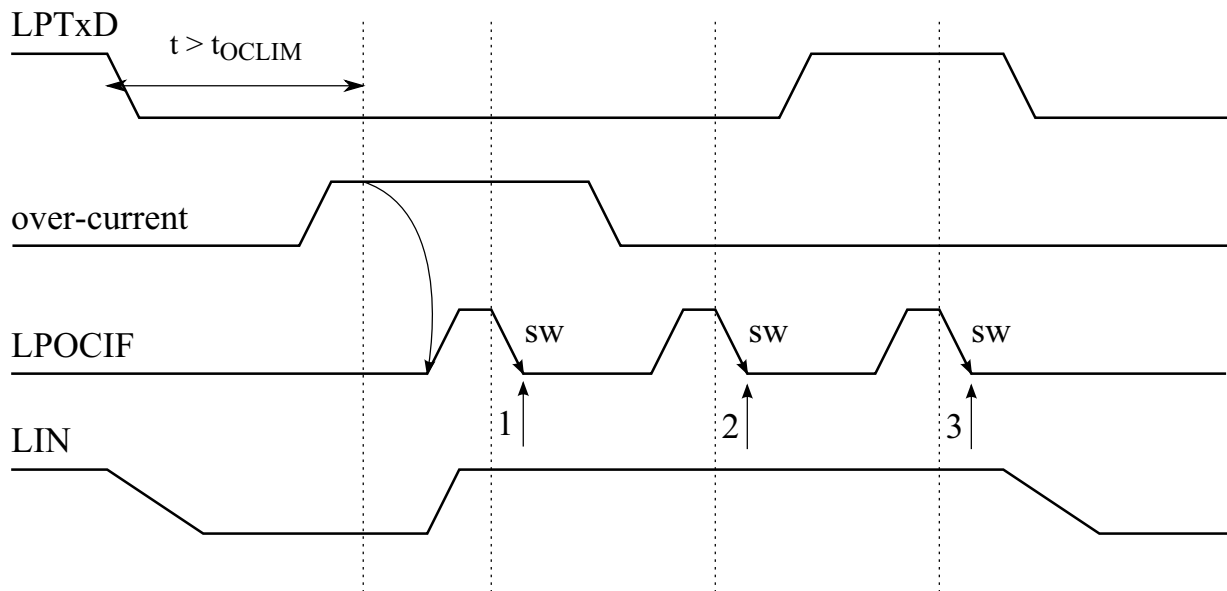 LPTxD
t > tOCLIM
over-current
LPOCIF
sw
sw
sw
1
2
3
LIN